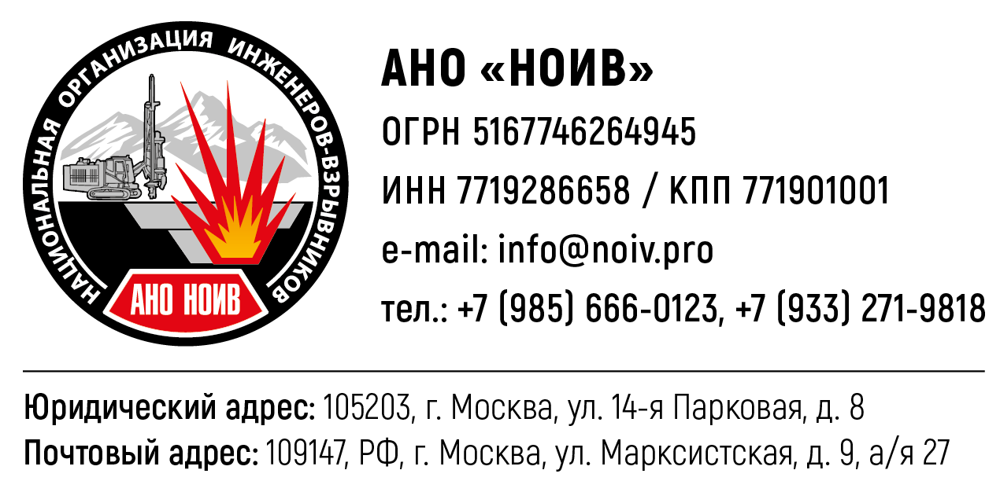 НАЦИОНАЛЬНАЯ ОРГАНИЗАЦИЯ ИНЖЕНЕРОВ-ВЗРЫВНИКОВ
АНО НОИВ
АНО «НОИВ»
ОГРН 5167746264945
ИНН 7719286658 / КПП 771901001
e-mail: info@noiv.pro
тел.: +7 (985) 666-0123, +7 (933) 271-9818
Юридический адрес: 105203, г. Москва, ул. 14-я Парковая, д. 8
Почтовый адрес: 109147, РФ, г. Москва, ул. Марксистская, д. 9, а/я 27